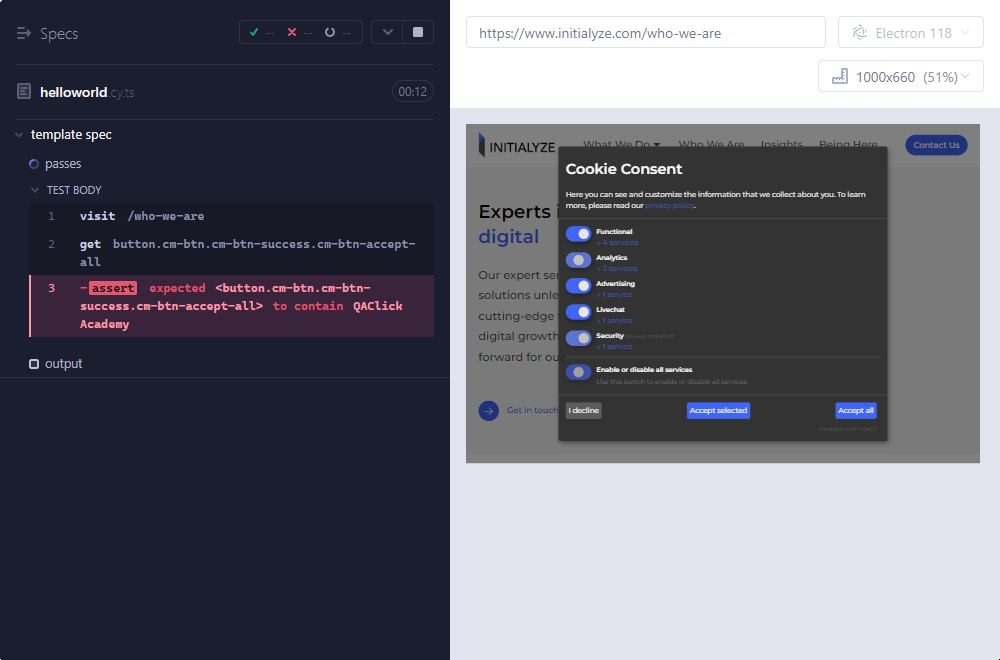 Specs
-- -- --
helloworld.cy.ts
00:12
template spec
passes
TEST BODY
1 visit /who-we-are
2 get button.cm-btn.cm-btn-success.cm-btn-accept-
all
3 -assert expected <button.cm-btn.cm-btn-
success.cm-btn-accept-all> to contain QAClick
Academy
output
https://www.initialyze.com/who-we-are
Electron 118
1000x660 (51%)
INITIALYZE
What We Do
Who We Are
Insights
Being Here
Contact Us
Experts i
digital
Our expert se
solutions unle
cutting-edge
digital growth
forward for ou
Get in touch
Cookie Consent
Here you can see and customize the information that we collect about you. To learn
more, please read our privacy policy.
Functional
↓ 4 services
Analytics
↓ 2 services
Advertising
↓ 1 service
Livechat
↓ 1 service
Security
↓ 1 service
Enable or disable all services
Use this switch to enable or disable all services.
I decline
Accept selected
Accept all